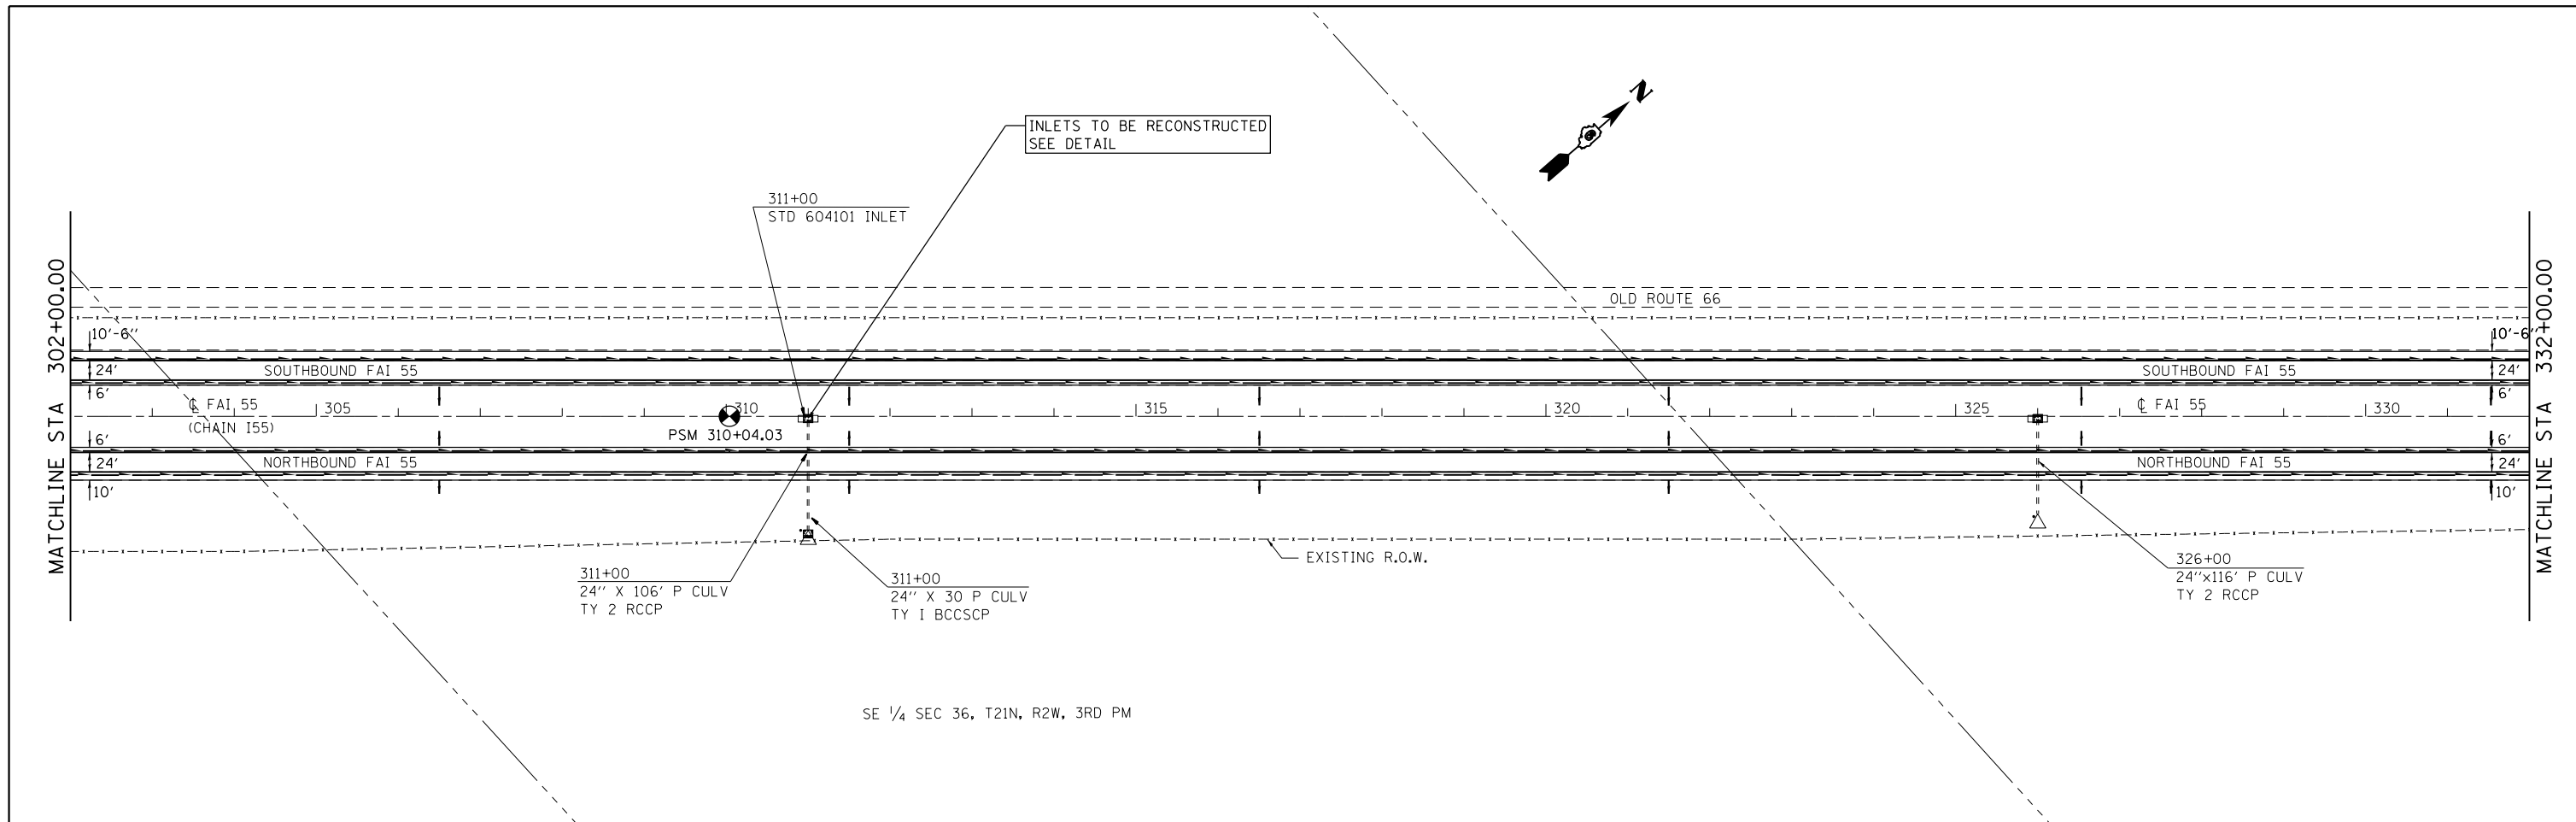 N
INLETS TO BE RECONSTRUCTED
SEE DETAIL
311+00
STD 604101 INLET
MATCHLINE STA 302+00.00
MATCHLINE STA 332+00.00
OLD ROUTE 66
10'-6"
10'-6"
24'
SOUTHBOUND FAI 55
SOUTHBOUND FAI 55
24'
6'
6'
℄ FAI 55
(CHAIN I55)
305
310
315
320
325
℄ FAI 55
330
PSM 310+04.03
6'
6'
24'
NORTHBOUND FAI 55
NORTHBOUND FAI 55
24'
10'
10'
EXISTING R.O.W.
311+00
24'' X 106' P CULV
TY 2 RCCP
311+00
24'' X 30 P CULV
TY I BCCSCP
326+00
24''x116' P CULV
TY 2 RCCP
SE 1/4 SEC 36, T21N, R2W, 3RD PM